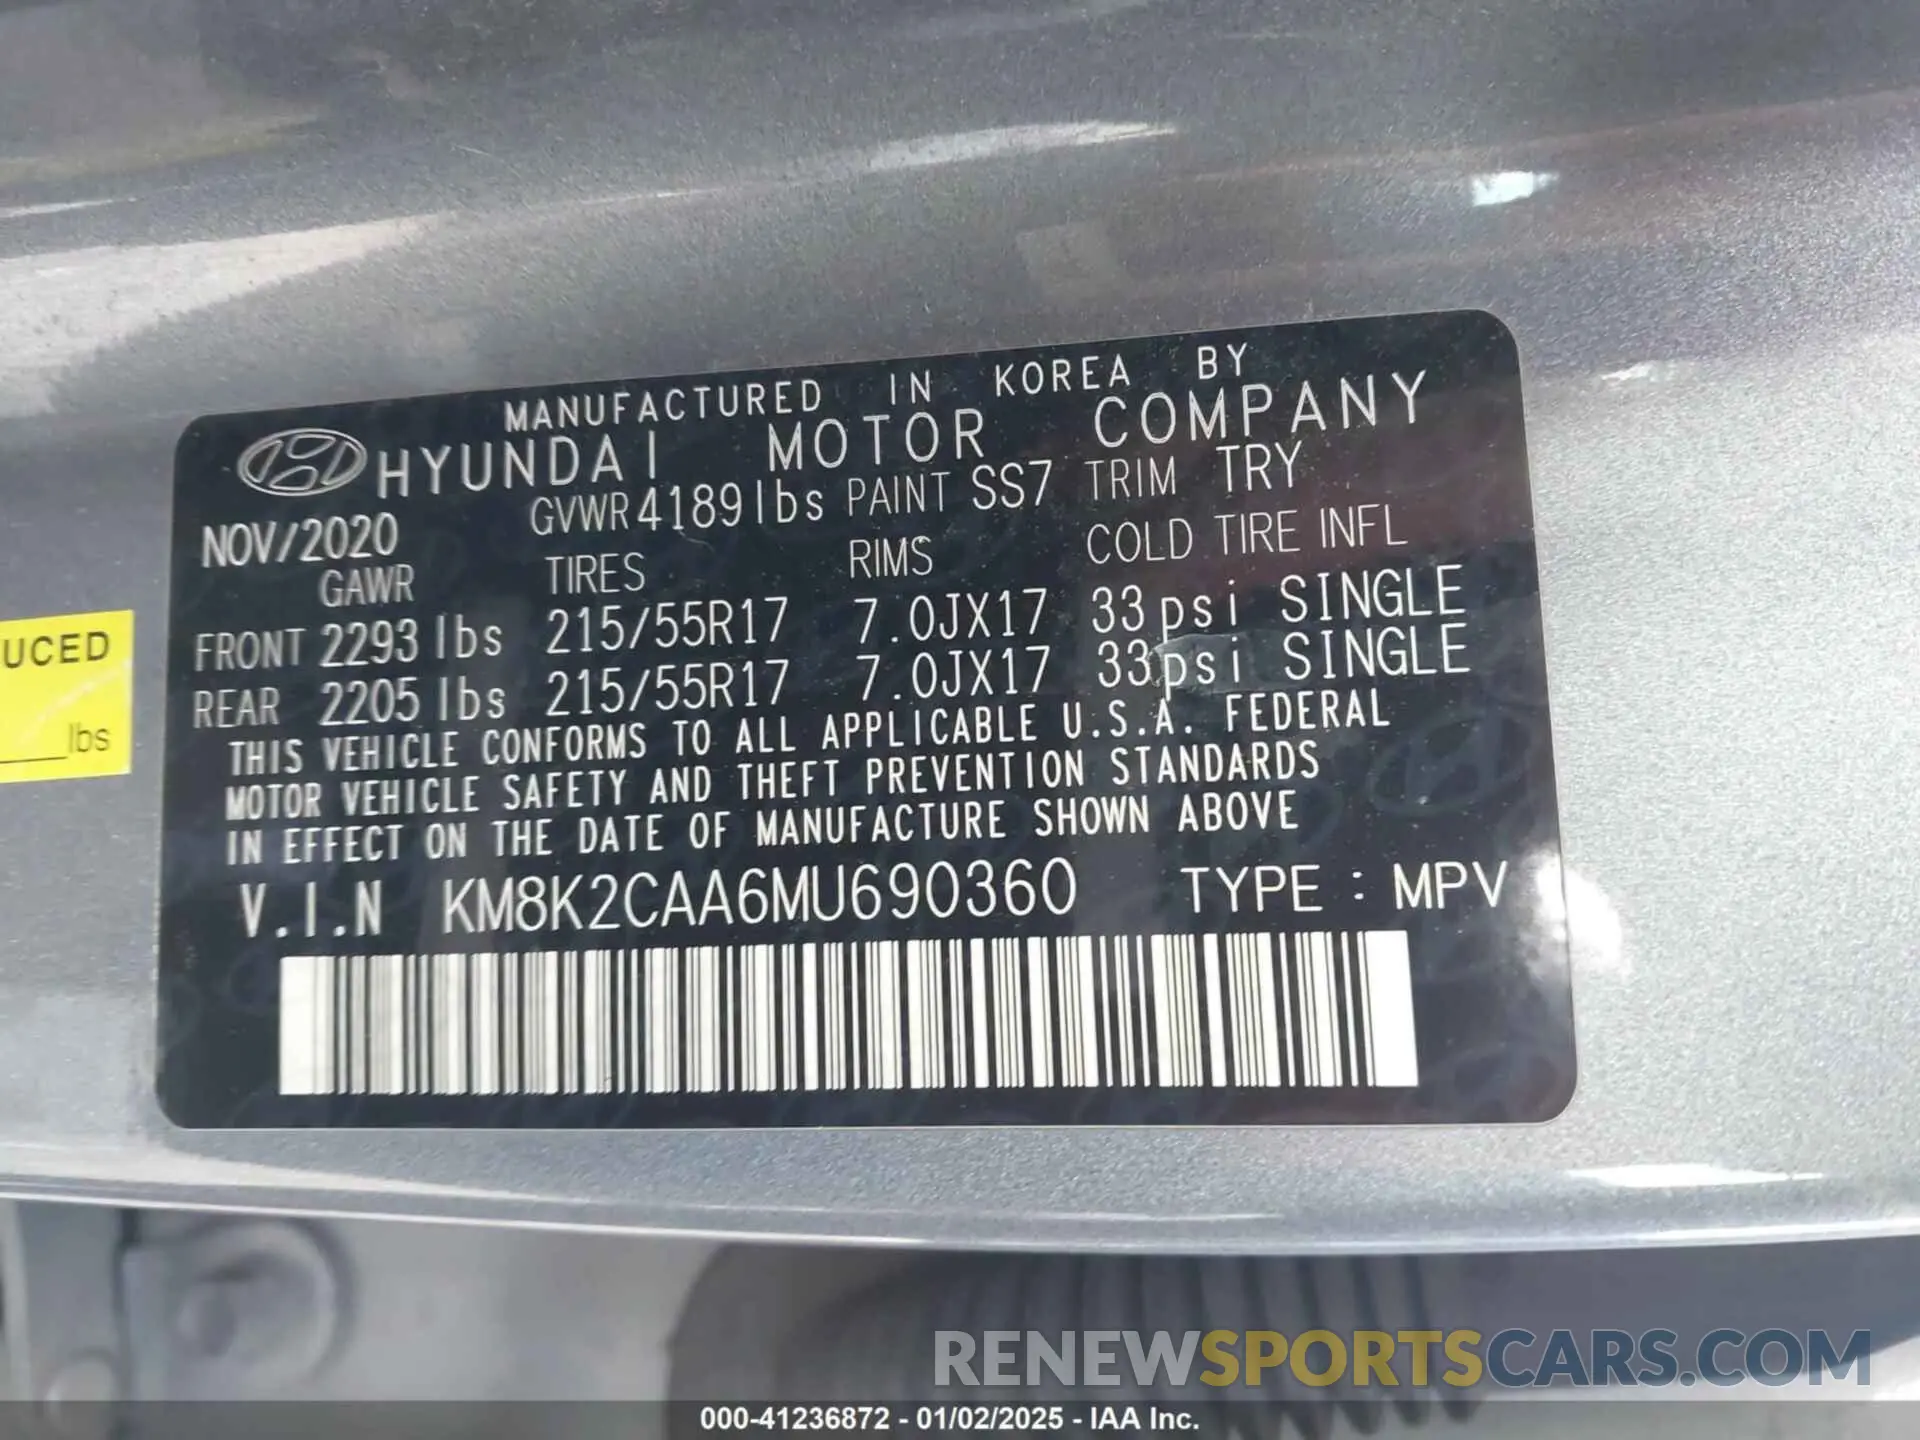 MANUFACTURED IN KOREA BY
HYUNDAI MOTOR COMPANY
NOV/2020 GVWR 4189lbs PAINT SS7 TRIM TRY
GAWR TIRES RIMS COLD TIRE INFL
FRONT 2293 lbs 215/55R17 7.0JX17 33psi SINGLE
REAR 2205 lbs 215/55R17 7.0JX17 33psi SINGLE
THIS VEHICLE CONFORMS TO ALL APPLICABLE U.S.A. FEDERAL
MOTOR VEHICLE SAFETY AND THEFT PREVENTION STANDARDS
IN EFFECT ON THE DATE OF MANUFACTURE SHOWN ABOVE
V.I.N KM8K2CAA6MU690360 TYPE : MPV
UCED
lbs
RENEWSPORTSCARS.COM
000-41236872 - 01/02/2025 - IAA Inc.